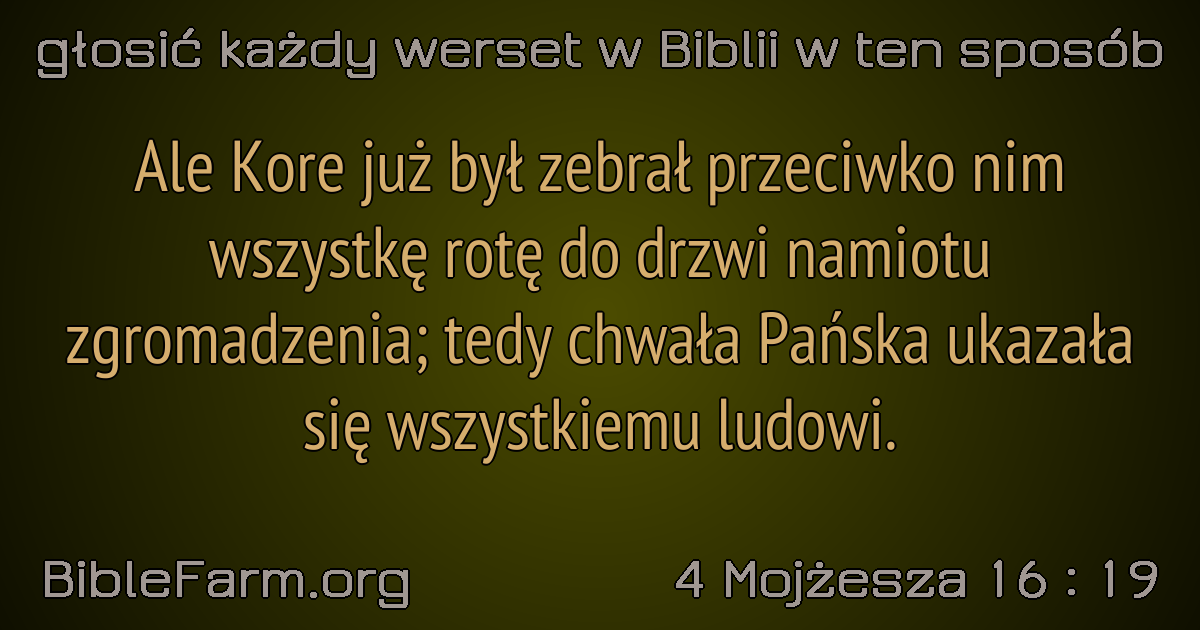 głosić każdy werset w Biblii w ten sposób
Ale Kore już był zebrał przeciwko nim
wszystkę rotę do drzwi namiotu
zgromadzenia; tedy chwała Pańska ukazała
się wszystkiemu ludowi.
BibleFarm.org
4 Mojżesza 16 : 19